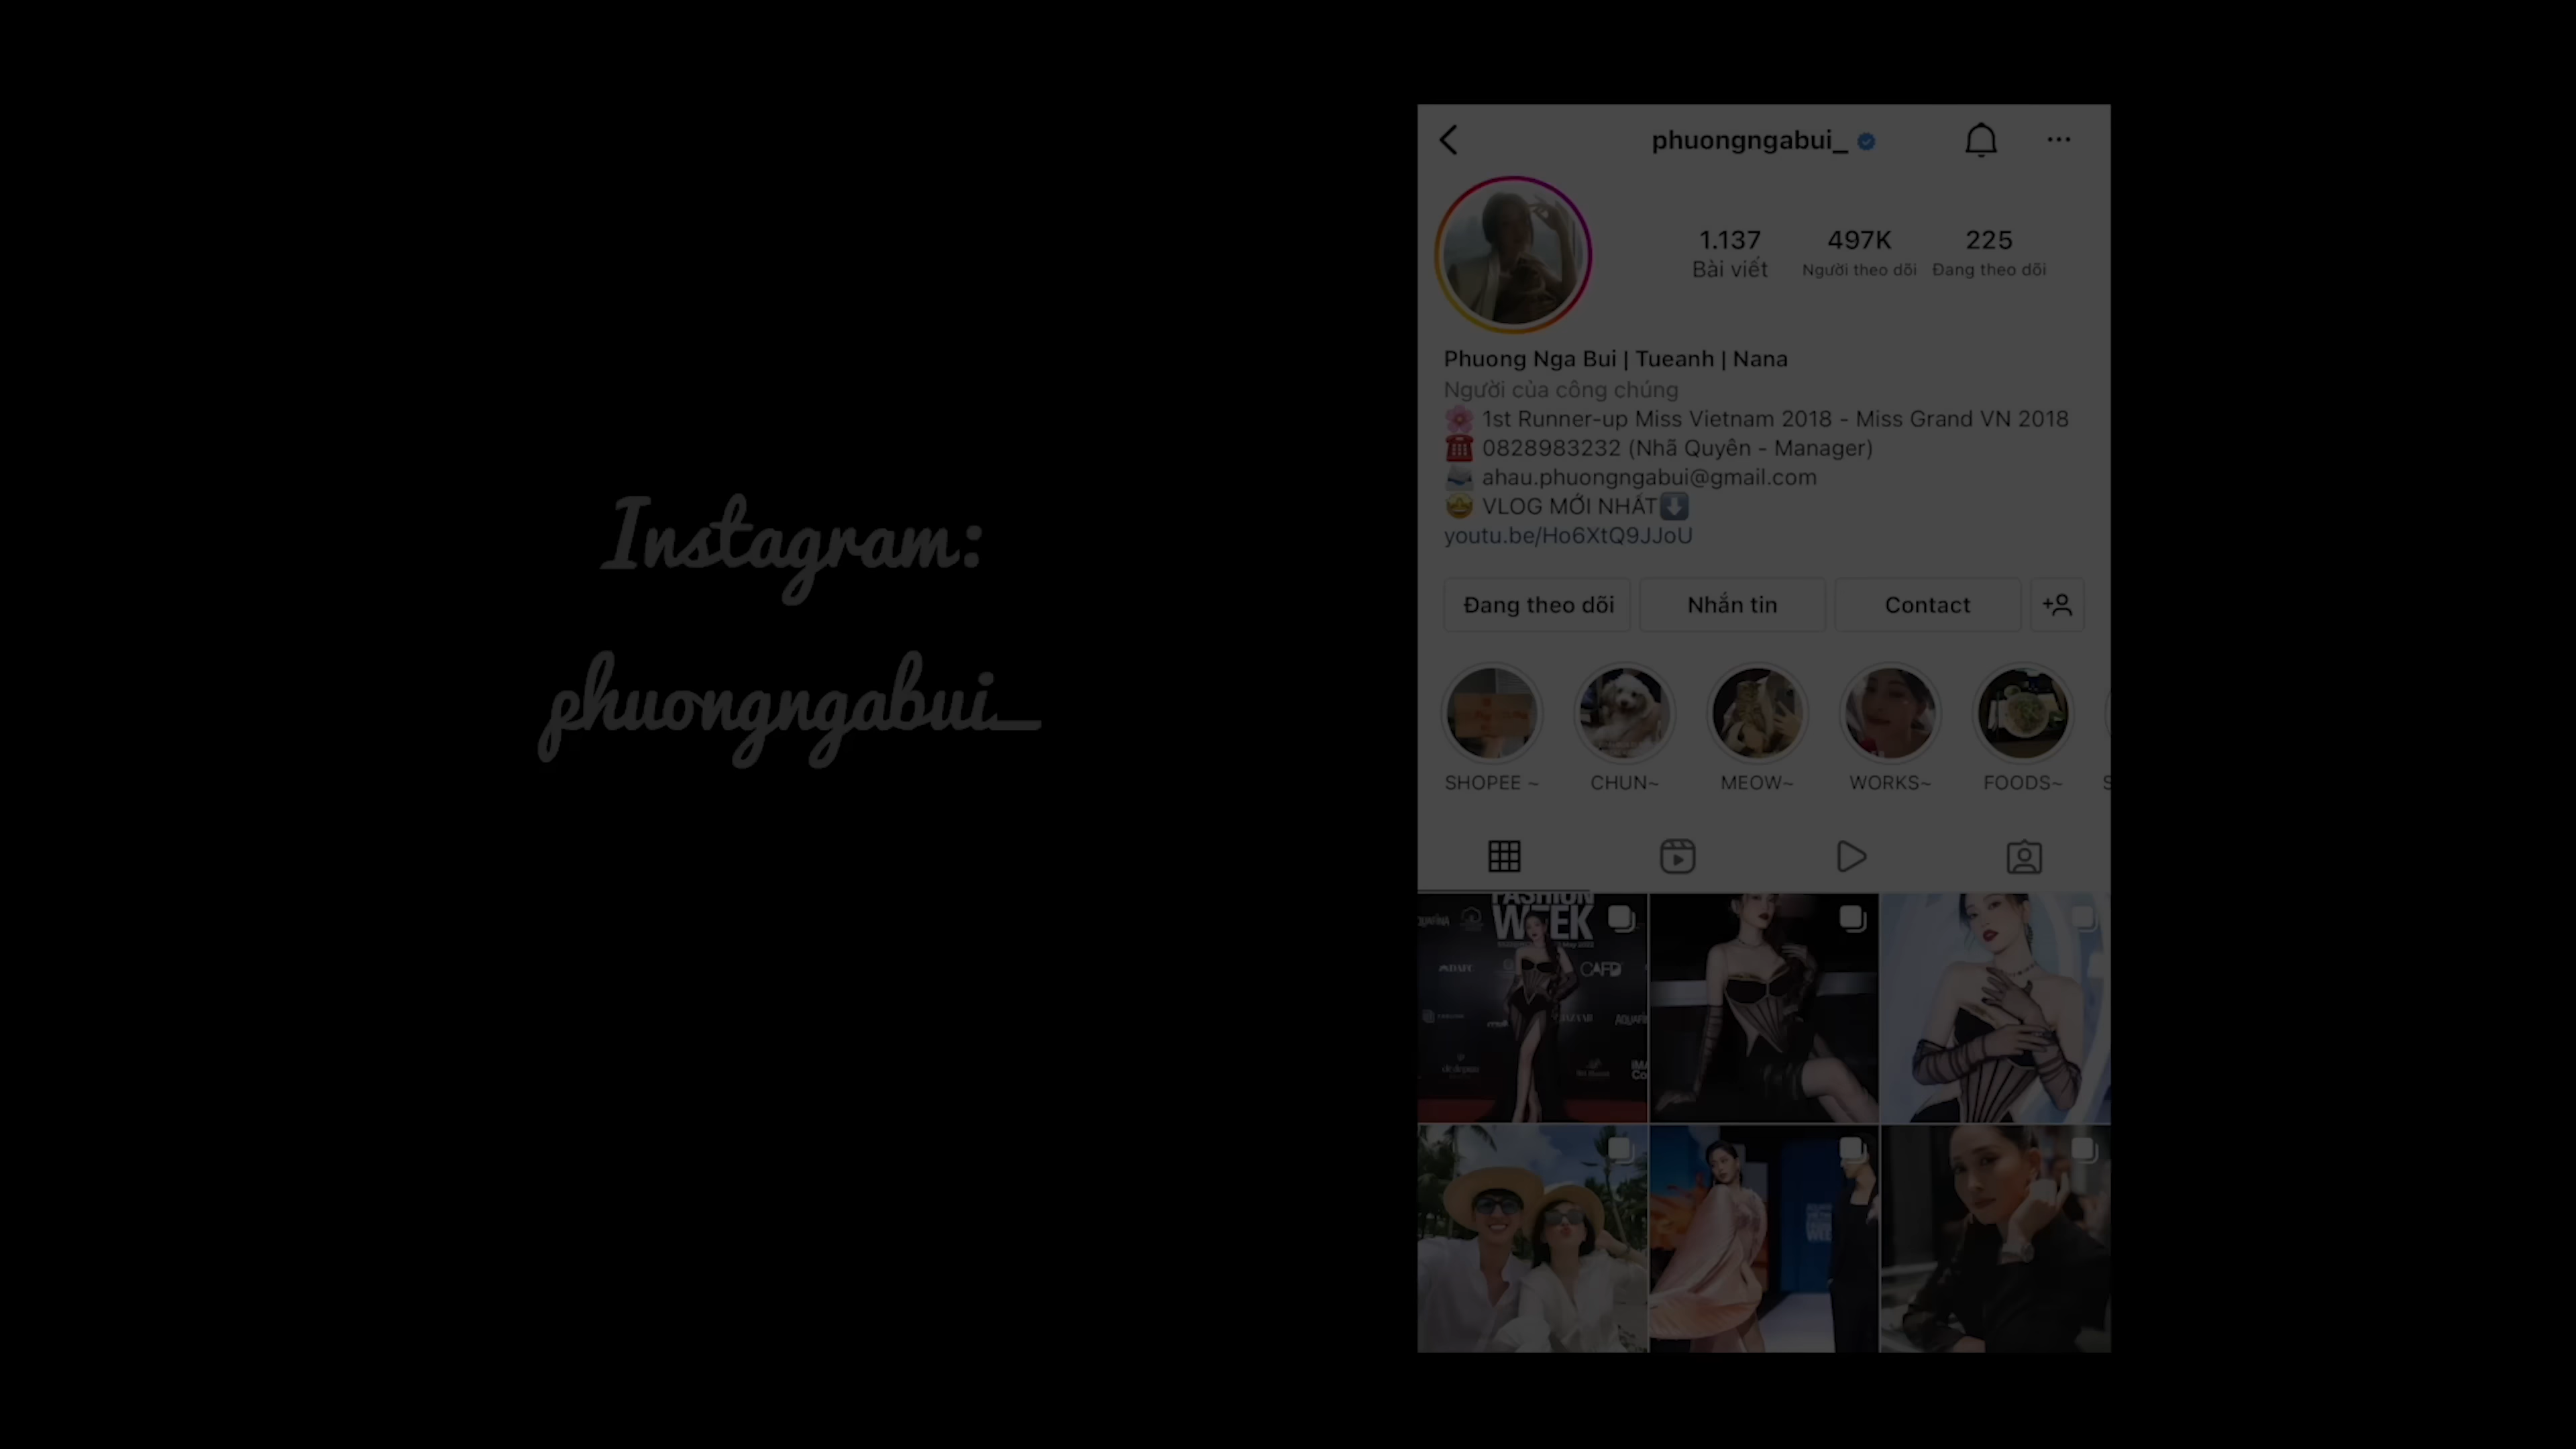 Instagram:
phuongngabui_
phuongngabui_
1.137
Bài viết
497K
Người theo dõi
225
Đang theo dõi
Phuong Nga Bui | Tueanh | Nana
Người của công chúng
🌸 1st Runner-up Miss Vietnam 2018 - Miss Grand VN 2018
☎️ 0828983232 (Nhã Quyên - Manager)
ahau.phuongngabui@gmail.com
🤩 VLOG MỚI NHẤT⬇️
youtu.be/Ho6XtQ9JJoU
Đang theo dõi
Nhắn tin
Contact
SHOPEE ~
CHUN~
MEOW~
WORKS~
FOODS~
FASHION
WEEK
CAFD